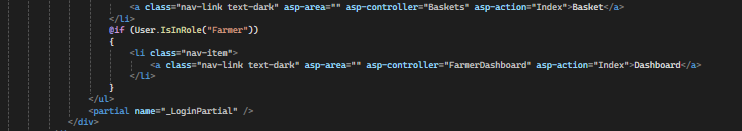 <a class="nav-link text-dark" asp-area="" asp-controller="Baskets" asp-action="Index">Basket</a>
</li>
@if (User.IsInRole("Farmer"))
{
<li class="nav-item">
<a class="nav-link text-dark" asp-area="" asp-controller="FarmerDashboard" asp-action="Index">Dashboard</a>
</li>
}
</ul>
<partial name="_LoginPartial" />
</div>